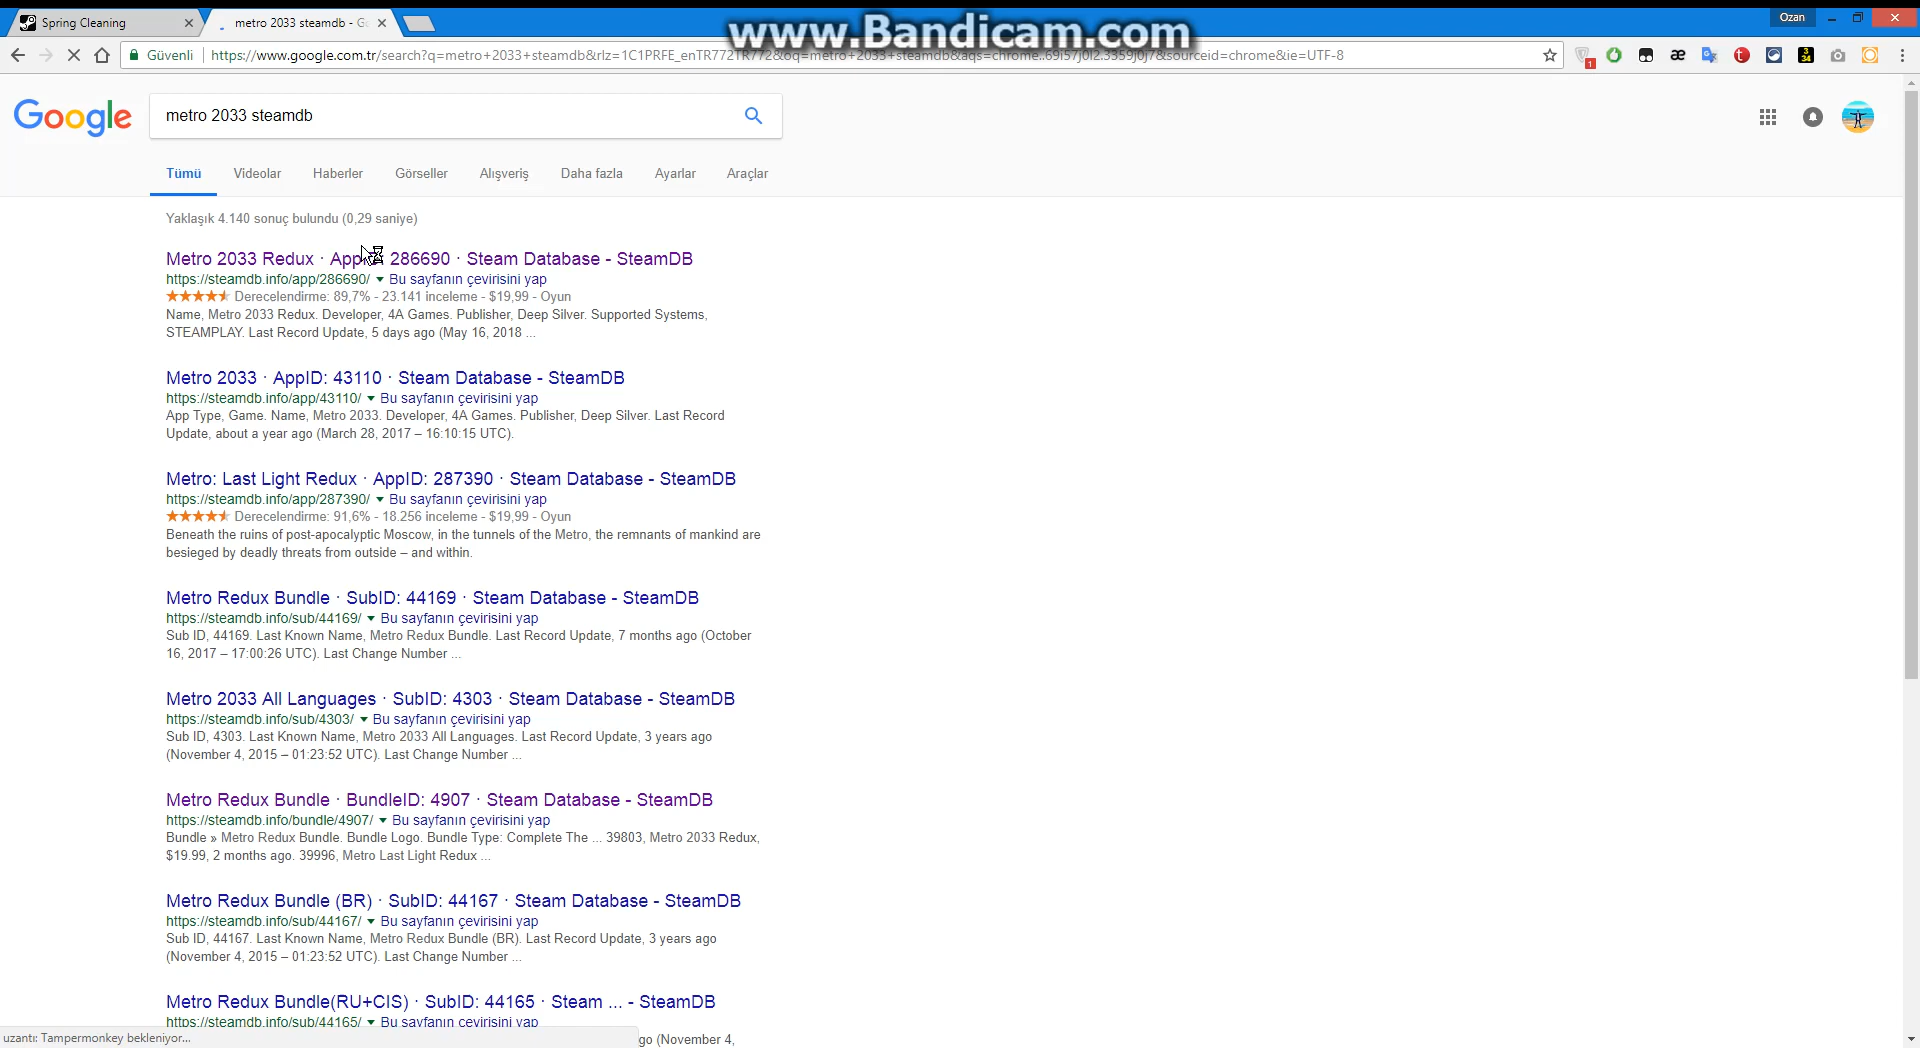 Spring Cleaning
metro 2033 steamdb - G
Ozan
www.Bandicam.com
Güvenli
https://www.google.com.tr/search?q=metro+2033+steamdb&rlz=1C1PRFE_enTR772TR772&oq=metro+2033+steamdb&aqs=chrome..69i57j0l2.3359j0j7&sourceid=chrome&ie=UTF-8
Google
metro 2033 steamdb
Tümü Videolar Haberler Görseller Alışveriş Daha fazla Ayarlar Araçlar
Yaklaşık 4.140 sonuç bulundu (0,29 saniye)
Metro 2033 Redux · 286690 · Steam Database - SteamDB
https://steamdb.info/app/286690/ Bu sayfanın çevirisini yap
Derecelendirme: 89,7% - 23.141 inceleme - $19,99 - Oyun
Name, Metro 2033 Redux. Developer, 4A Games. Publisher, Deep Silver. Supported Systems,
STEAMPLAY. Last Record Update, 5 days ago (May 16, 2018 ...
Metro 2033 · AppID: 43110 · Steam Database - SteamDB
https://steamdb.info/app/43110/ Bu sayfanın çevirisini yap
App Type, Game. Name, Metro 2033. Developer, 4A Games. Publisher, Deep Silver. Last Record
Update, about a year ago (March 28, 2017 – 16:10:15 UTC).
Metro: Last Light Redux · AppID: 287390 · Steam Database - SteamDB
https://steamdb.info/app/287390/ Bu sayfanın çevirisini yap
Derecelendirme: 91,6% - 18.256 inceleme - $19,99 - Oyun
Beneath the ruins of post-apocalyptic Moscow, in the tunnels of the Metro, the remnants of mankind are
besieged by deadly threats from outside – and within.
Metro Redux Bundle · SubID: 44169 · Steam Database - SteamDB
https://steamdb.info/sub/44169/ Bu sayfanın çevirisini yap
Sub ID, 44169. Last Known Name, Metro Redux Bundle. Last Record Update, 7 months ago (October
16, 2017 – 17:00:26 UTC). Last Change Number ...
Metro 2033 All Languages · SubID: 4303 · Steam Database - SteamDB
https://steamdb.info/sub/4303/ Bu sayfanın çevirisini yap
Sub ID, 4303. Last Known Name, Metro 2033 All Languages. Last Record Update, 3 years ago
(November 4, 2015 – 01:23:52 UTC). Last Change Number ...
Metro Redux Bundle · BundleID: 4907 · Steam Database - SteamDB
https://steamdb.info/bundle/4907/ Bu sayfanın çevirisini yap
Bundle » Metro Redux Bundle. Bundle Logo. Bundle Type: Complete The ... 39803, Metro 2033 Redux,
$19.99, 2 months ago. 39996, Metro Last Light Redux ...
Metro Redux Bundle (BR) · SubID: 44167 · Steam Database - SteamDB
https://steamdb.info/sub/44167/ Bu sayfanın çevirisini yap
Sub ID, 44167. Last Known Name, Metro Redux Bundle (BR). Last Record Update, 3 years ago
(November 4, 2015 – 01:23:52 UTC). Last Change Number ...
Metro Redux Bundle(RU+CIS) · SubID: 44165 · Steam ... - SteamDB
https://steamdb.info/sub/44165/ Bu sayfanın çevirisini yap
uzantı: Tampermonkey bekleniyor...
go (November 4,